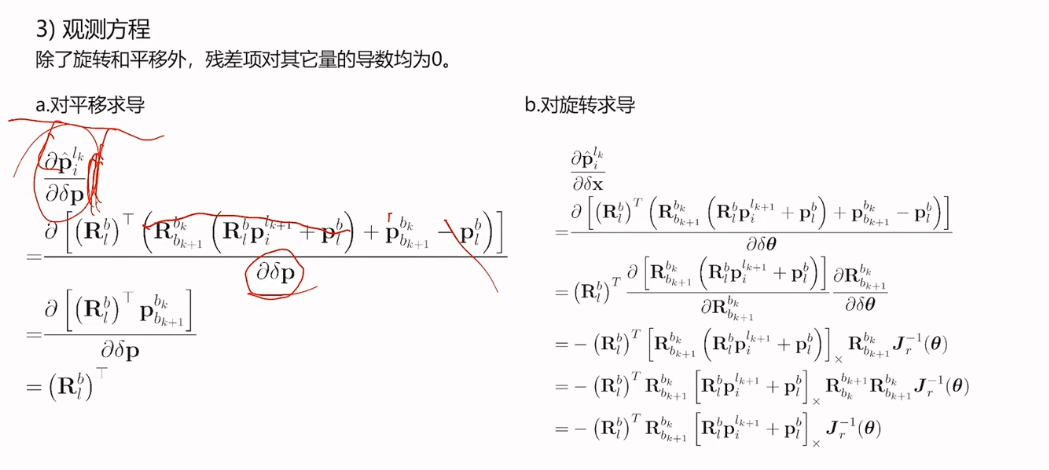 3) 观测方程
除了旋转和平移外，残差项对其它量的导数均为0。
a.对平移求导
$\frac{\partial \hat{\mathbf{p}}_i^{l_k}}{\partial \delta \mathbf{p}}$
$= \frac{\partial \left[ \left( \mathbf{R}_l^b \right)^\top \left( \mathbf{R}_{b_{k+1}}^{b_k} \left( \mathbf{R}_l^b \mathbf{p}_i^{l_{k+1}} + \mathbf{p}_l^b \right) + \mathbf{p}_{b_{k+1}}^{b_k} - \mathbf{p}_l^b \right) \right]}{\partial \delta \mathbf{p}}$
$= \frac{\partial \left[ \left( \mathbf{R}_l^b \right)^\top \mathbf{p}_{b_{k+1}}^{b_k} \right]}{\partial \delta \mathbf{p}}$
$= \left( \mathbf{R}_l^b \right)^\top$
b.对旋转求导
$\frac{\partial \hat{\mathbf{p}}_i^{l_k}}{\partial \delta \mathbf{x}}$
$= \frac{\partial \left[ \left( \mathbf{R}_l^b \right)^T \left( \mathbf{R}_{b_{k+1}}^{b_k} \left( \mathbf{R}_l^b \mathbf{p}_i^{l_{k+1}} + \mathbf{p}_l^b \right) + \mathbf{p}_{b_{k+1}}^{b_k} - \mathbf{p}_l^b \right) \right]}{\partial \delta \boldsymbol{\theta}}$
$= \left( \mathbf{R}_l^b \right)^T \frac{\partial \left[ \mathbf{R}_{b_{k+1}}^{b_k} \left( \mathbf{R}_l^b \mathbf{p}_i^{l_{k+1}} + \mathbf{p}_l^b \right) \right]}{\partial \mathbf{R}_{b_{k+1}}^{b_k}} \frac{\partial \mathbf{R}_{b_{k+1}}^{b_k}}{\partial \delta \boldsymbol{\theta}}$
$= - \left( \mathbf{R}_l^b \right)^T \left[ \mathbf{R}_{b_{k+1}}^{b_k} \left( \mathbf{R}_l^b \mathbf{p}_i^{l_{k+1}} + \mathbf{p}_l^b \right) \right]_\times \mathbf{R}_{b_{k+1}}^{b_k} \boldsymbol{J}_r^{-1}(\boldsymbol{\theta})$
$= - \left( \mathbf{R}_l^b \right)^T \mathbf{R}_{b_{k+1}}^{b_k} \left[ \mathbf{R}_l^b \mathbf{p}_i^{l_{k+1}} + \mathbf{p}_l^b \right]_\times \mathbf{R}_{b_k}^{b_{k+1}} \mathbf{R}_{b_{k+1}}^{b_k} \boldsymbol{J}_r^{-1}(\boldsymbol{\theta})$
$= - \left( \mathbf{R}_l^b \right)^T \mathbf{R}_{b_{k+1}}^{b_k} \left[ \mathbf{R}_l^b \mathbf{p}_i^{l_{k+1}} + \mathbf{p}_l^b \right]_\times \boldsymbol{J}_r^{-1}(\boldsymbol{\theta})$